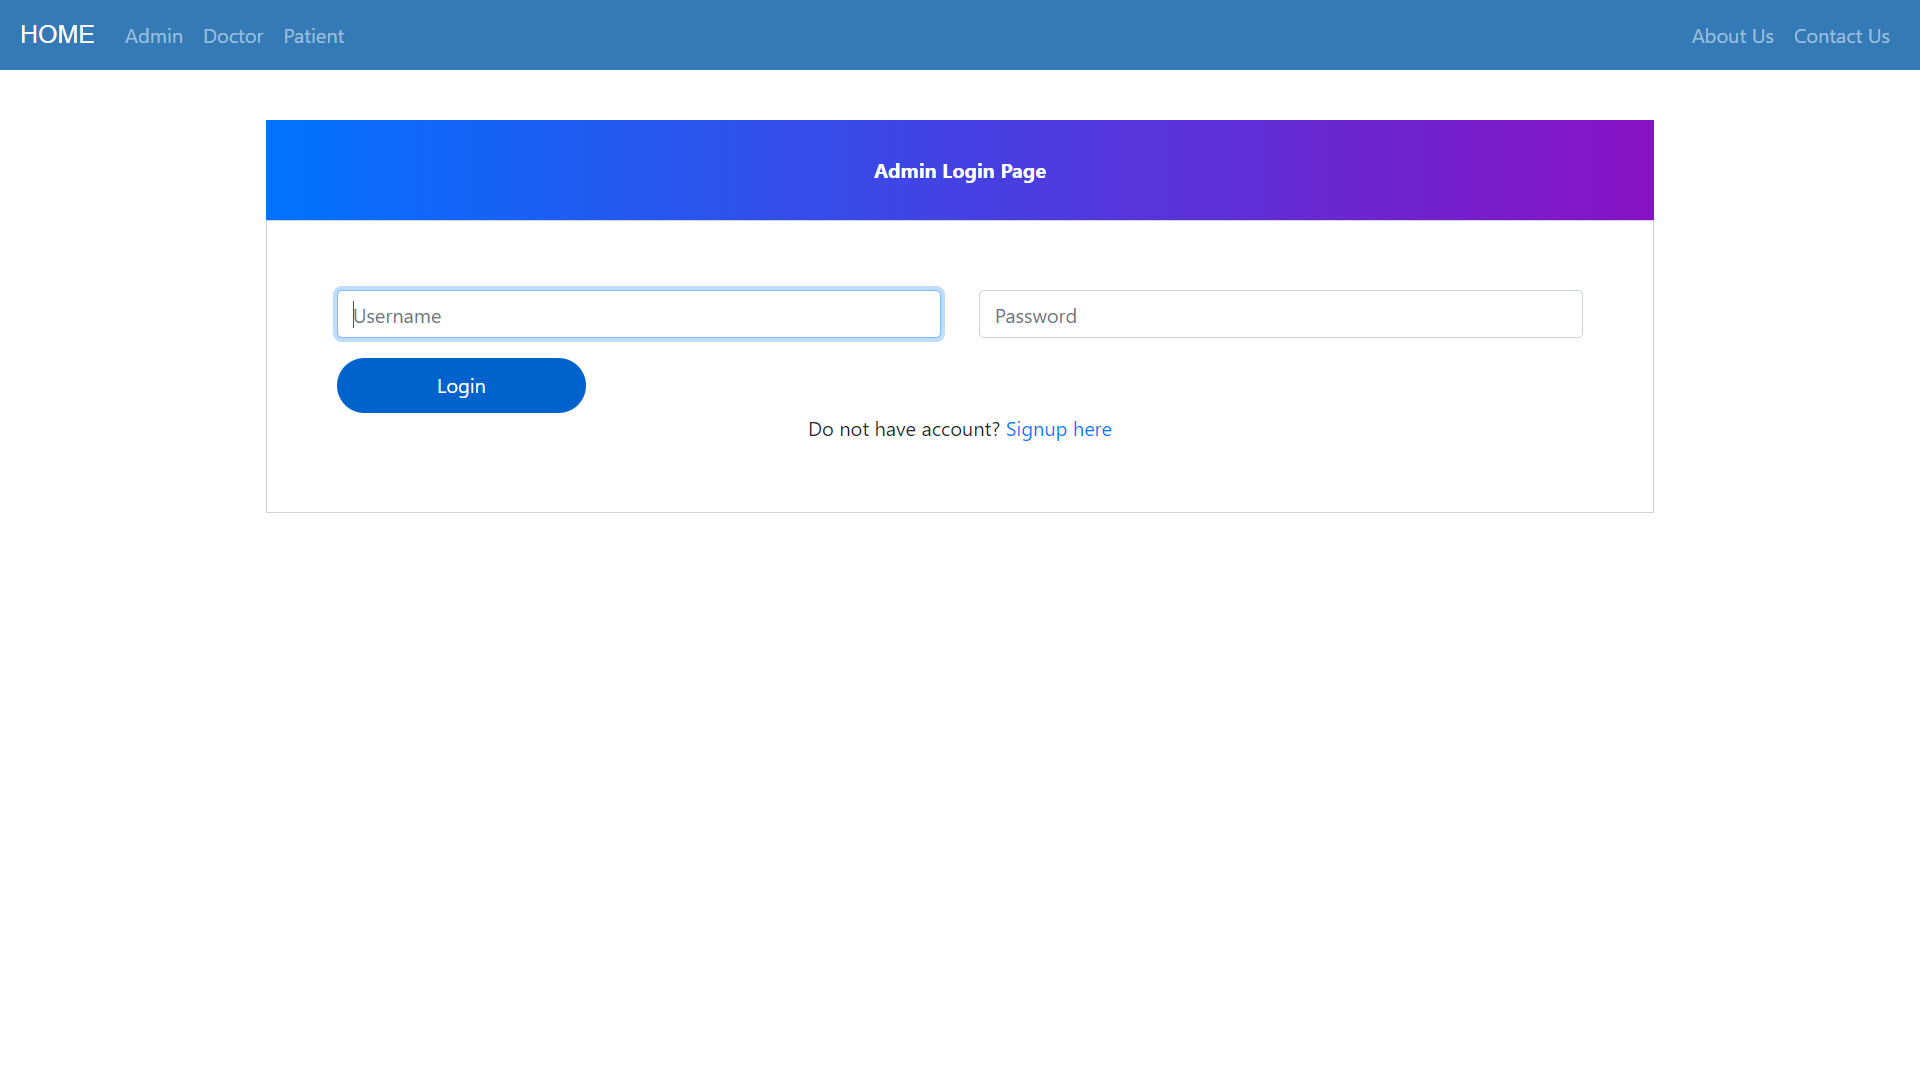 HOME Admin Doctor Patient About Us Contact Us
Admin Login Page
Username Password
Login
Do not have account? Signup here